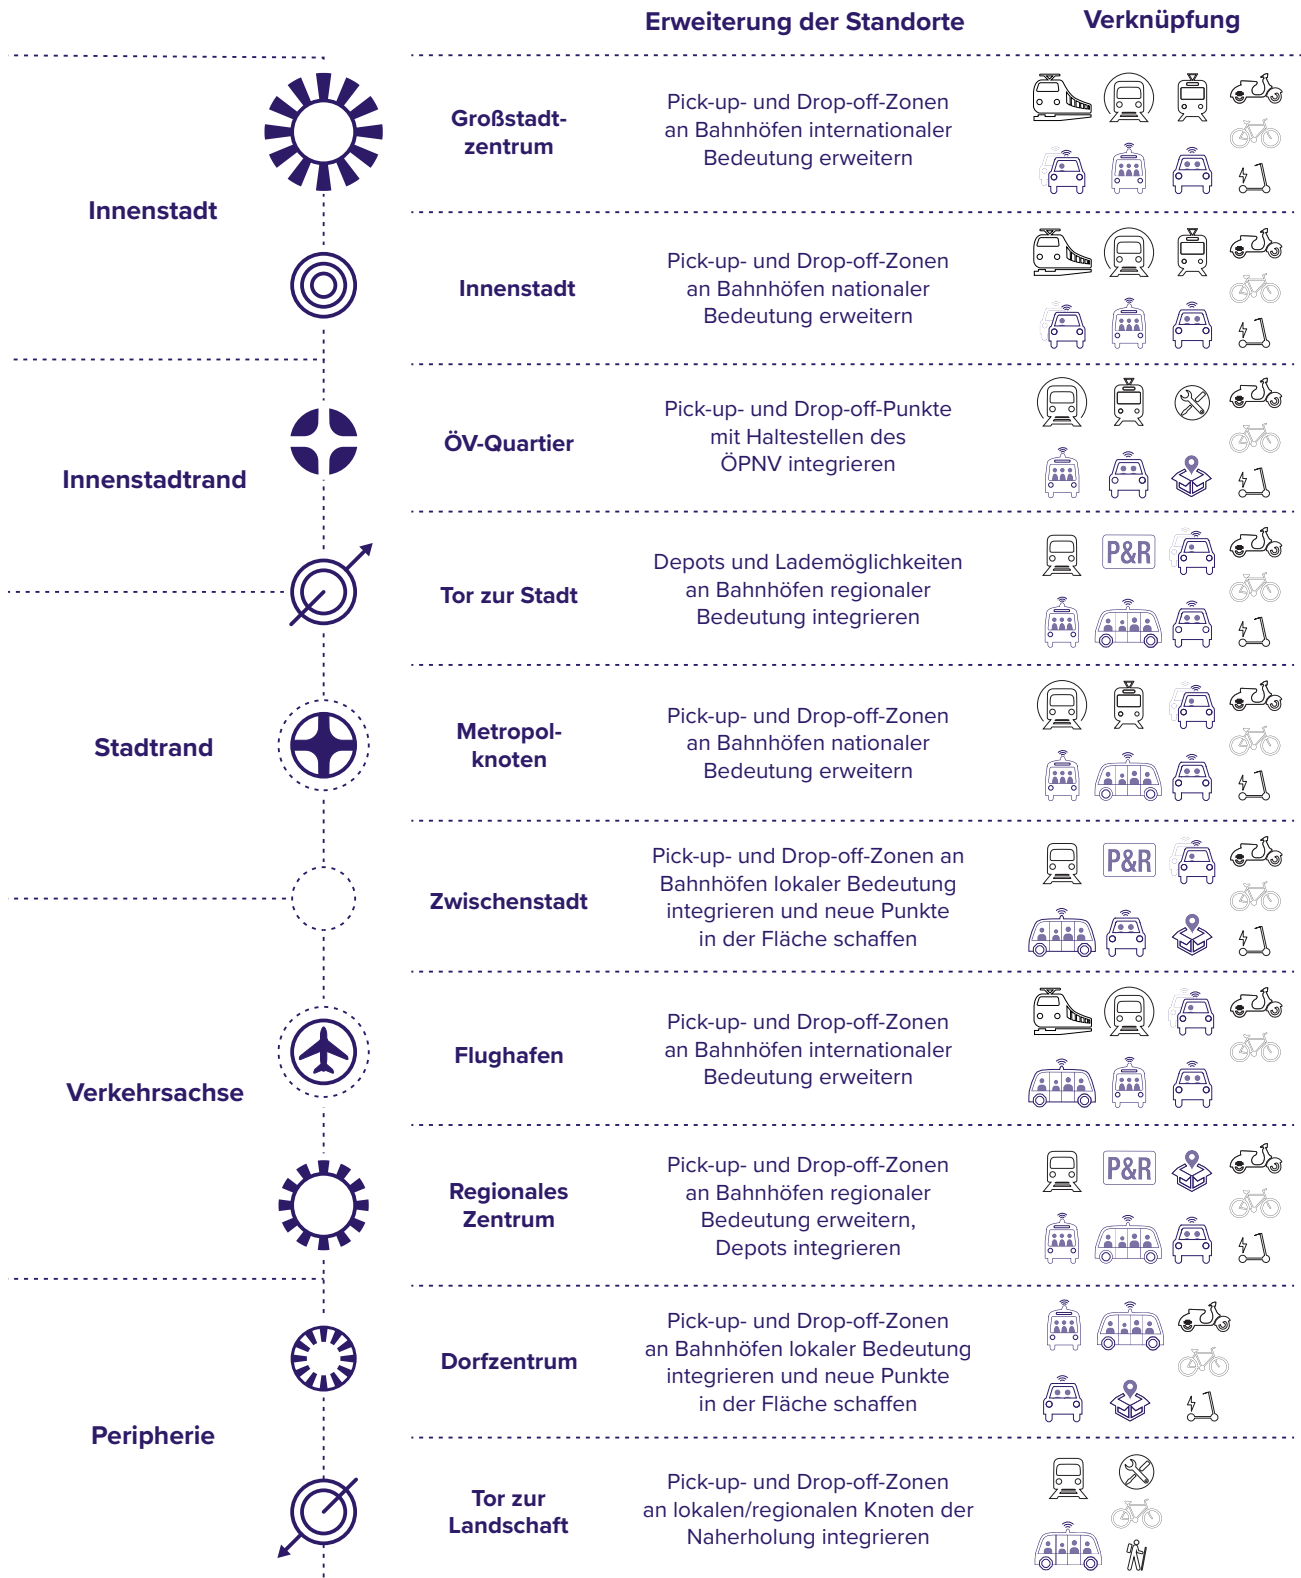 Erweiterung der Standorte
Verknüpfung
Innenstadt
Großstadt-
zentrum
Pick-up- und Drop-off-Zonen
an Bahnhöfen internationaler
Bedeutung erweitern
Innenstadt
Pick-up- und Drop-off-Zonen
an Bahnhöfen nationaler
Bedeutung erweitern
Innenstadtrand
ÖV-Quartier
Pick-up- und Drop-off-Punkte
mit Haltestellen des
ÖPNV integrieren
Tor zur Stadt
Depots und Lademöglichkeiten
an Bahnhöfen regionaler
Bedeutung integrieren
P&R
Stadtrand
Metropol-
knoten
Pick-up- und Drop-off-Zonen
an Bahnhöfen nationaler
Bedeutung erweitern
Zwischenstadt
Pick-up- und Drop-off-Zonen an
Bahnhöfen lokaler Bedeutung
integrieren und neue Punkte
in der Fläche schaffen
P&R
Verkehrsachse
Flughafen
Pick-up- und Drop-off-Zonen
an Bahnhöfen internationaler
Bedeutung erweitern
Regionales
Zentrum
Pick-up- und Drop-off-Zonen
an Bahnhöfen regionaler
Bedeutung erweitern,
Depots integrieren
P&R
Peripherie
Dorfzentrum
Pick-up- und Drop-off-Zonen
an Bahnhöfen lokaler Bedeutung
integrieren und neue Punkte
in der Fläche schaffen
Tor zur
Landschaft
Pick-up- und Drop-off-Zonen
an lokalen/regionalen Knoten der
Naherholung integrieren